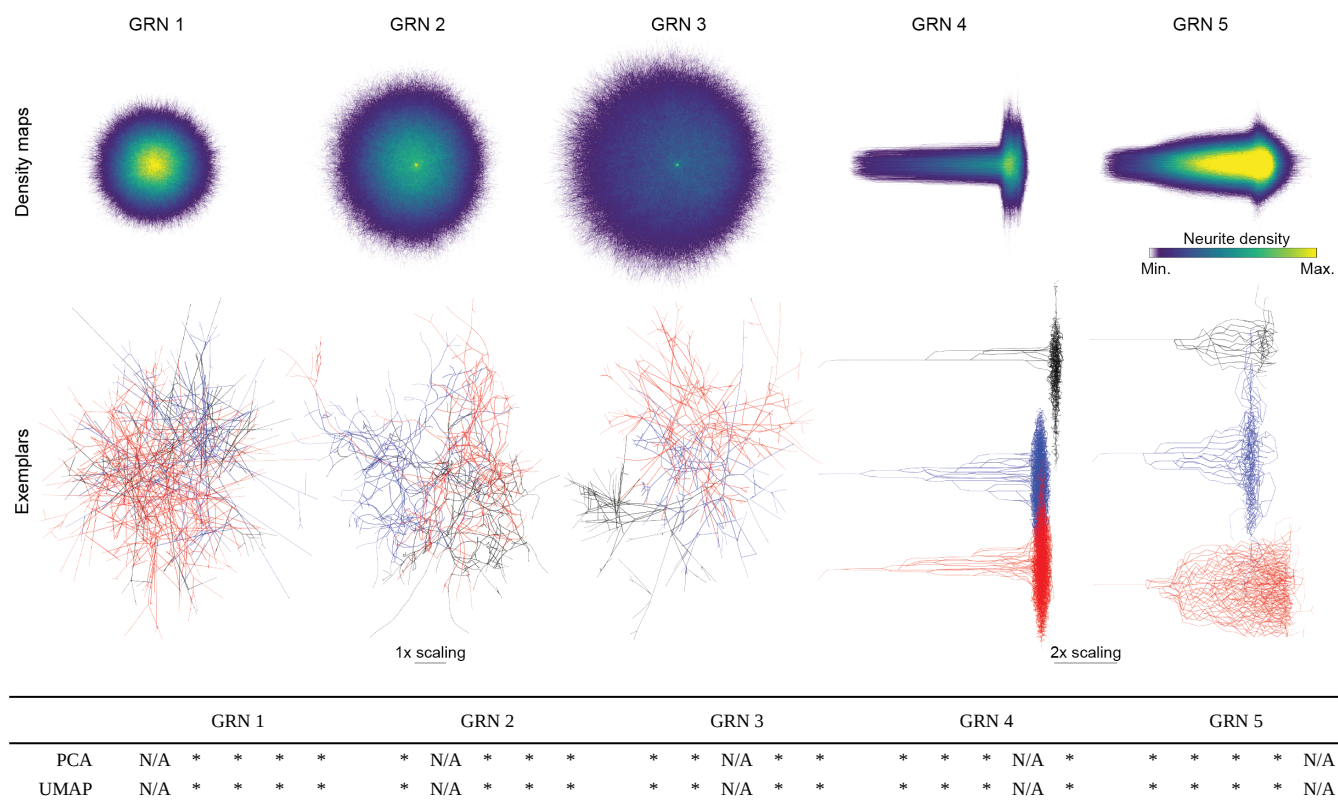 GRN 1 GRN 2 GRN 3 GRN 4 GRN 5
Density maps
Neurite density
Min. Max.
Exemplars
1x scaling 2x scaling
GRN 1 GRN 2 GRN 3 GRN 4 GRN 5
PCA N/A * * * * * N/A * * * * * N/A * * * * * N/A * * * * * N/A
UMAP N/A * * * * * N/A * * * * * N/A * * * * * N/A * * * * * N/A